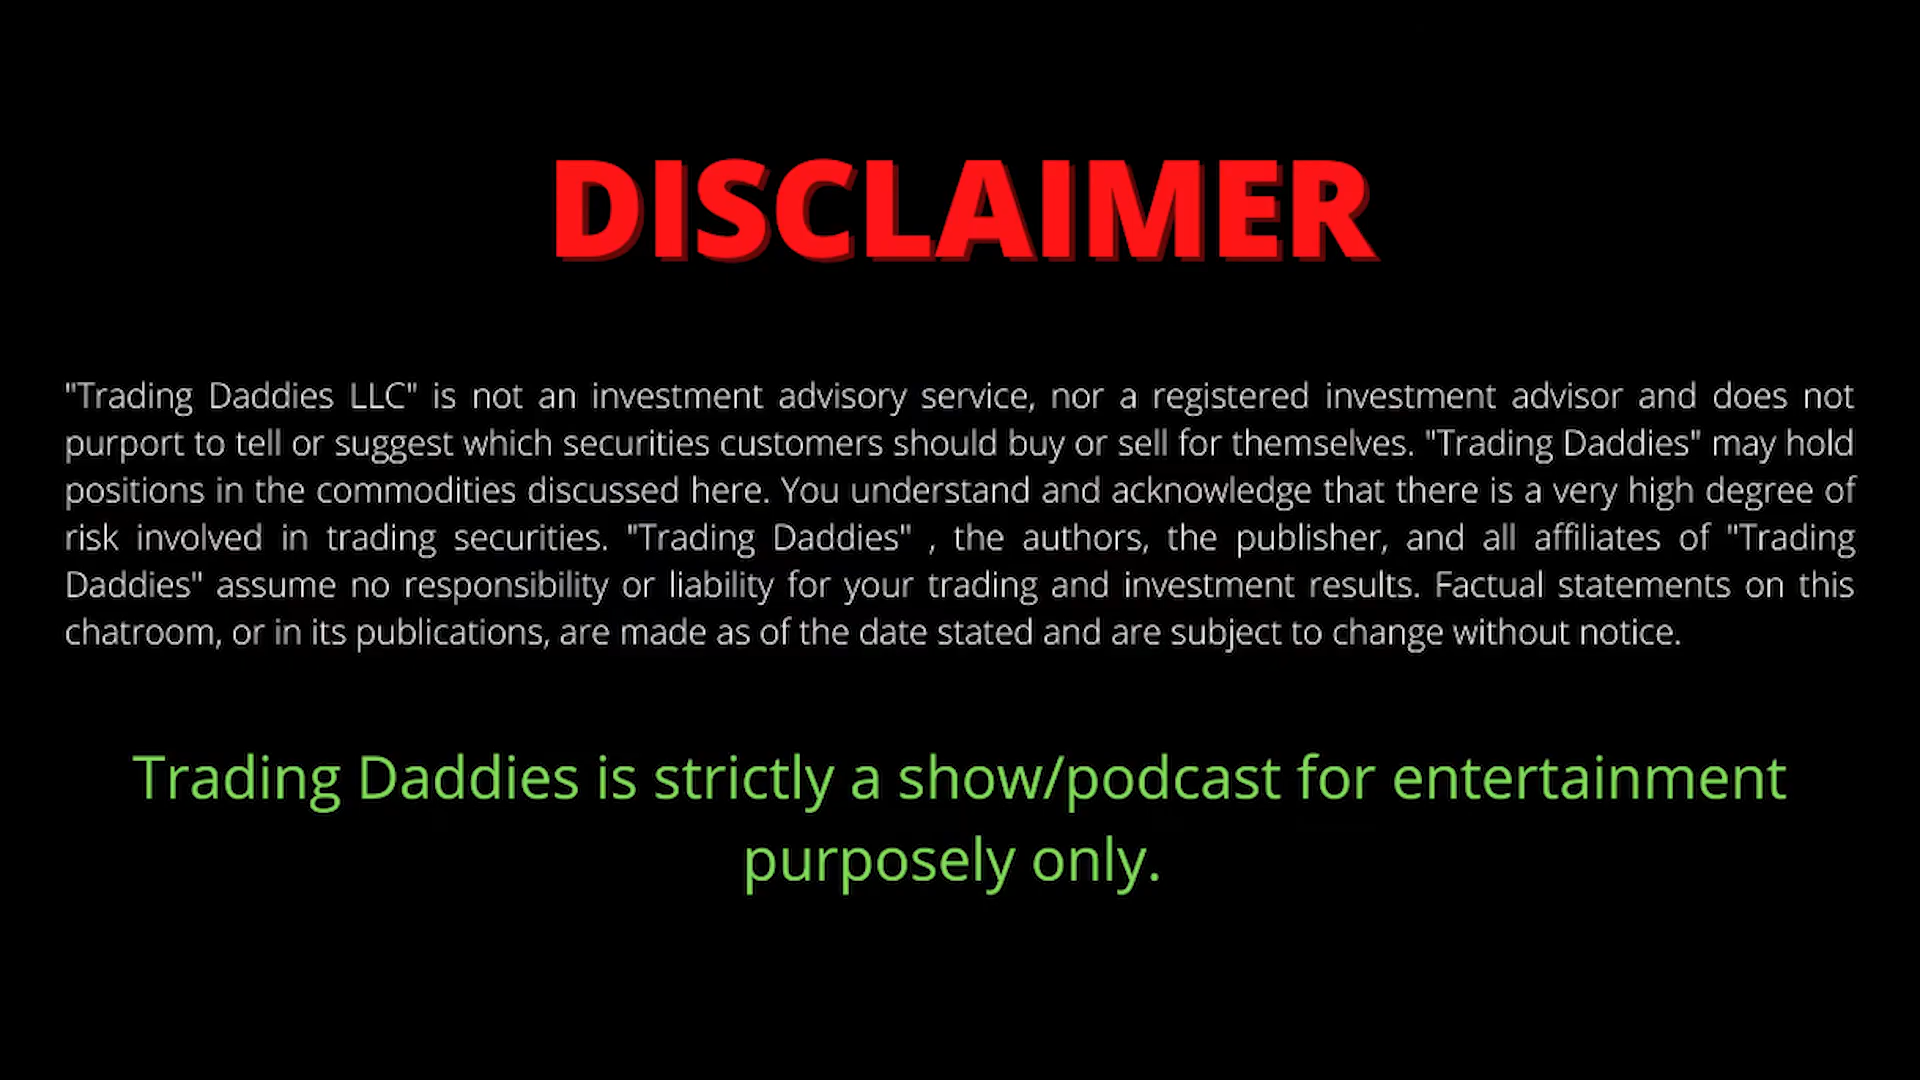 DISCLAIMER
"Trading Daddies LLC" is not an investment advisory service, nor a registered investment advisor and does not
purport to tell or suggest which securities customers should buy or sell for themselves. "Trading Daddies" may hold
positions in the commodities discussed here. You understand and acknowledge that there is a very high degree of
risk involved in trading securities. "Trading Daddies" , the authors, the publisher, and all affiliates of "Trading
Daddies" assume no responsibility or liability for your trading and investment results. Factual statements on this
chatroom, or in its publications, are made as of the date stated and are subject to change without notice.
Trading Daddies is strictly a show/podcast for entertainment
purposely only.